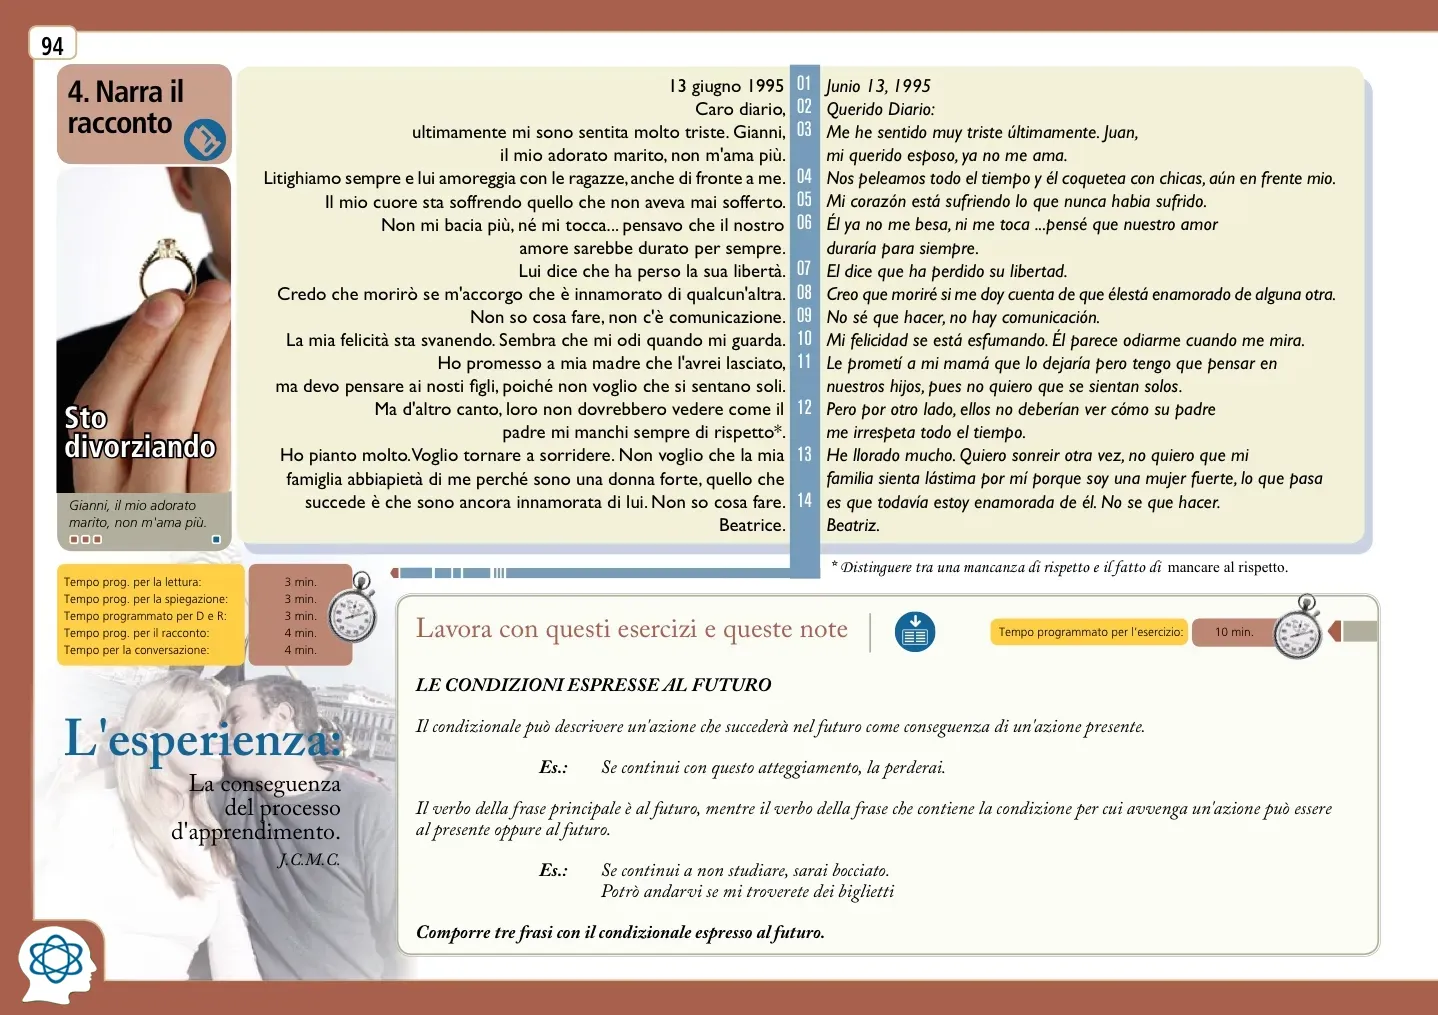 94
4. Narra il
racconto
Sto
divorziando
Gianni, il mio adorato
marito, non m'ama più.
13 giugno 1995
Caro diario,
ultimamente mi sono sentita molto triste. Gianni,
il mio adorato marito, non m'ama più.
Litighiamo sempre e lui amoreggia con le ragazze, anche di fronte a me.
Il mio cuore sta soffrendo quello che non aveva mai sofferto.
Non mi bacia più, né mi tocca... pensavo che il nostro
amore sarebbe durato per sempre.
Lui dice che ha perso la sua libertà.
Credo che morirò se m'accorgo che è innamorato di qualcun'altra.
Non so cosa fare, non c'è comunicazione.
La mia felicità sta svanendo. Sembra che mi odi quando mi guarda.
Ho promesso a mia madre che l'avrei lasciato,
ma devo pensare ai nosti figli, poiché non voglio che si sentano soli.
Ma d'altro canto, loro non dovrebbero vedere come il
padre mi manchi sempre di rispetto*.
Ho pianto molto. Voglio tornare a sorridere. Non voglio che la mia
famiglia abbiapietà di me perché sono una donna forte, quello che
succede è che sono ancora innamorata di lui. Non so cosa fare.
Beatrice.
01
02
03
04
05
06
07
08
09
10
11
12
13
14
Junio 13, 1995
Querido Diario:
Me he sentido muy triste últimamente. Juan,
mi querido esposo, ya no me ama.
Nos peleamos todo el tiempo y él coquetea con chicas, aún en frente mio.
Mi corazón está sufriendo lo que nunca habia sufrido.
Él ya no me besa, ni me toca ...pensé que nuestro amor
duraría para siempre.
El dice que ha perdido su libertad.
Creo que moriré si me doy cuenta de que élestá enamorado de alguna otra.
No sé que hacer, no hay comunicación.
Mi felicidad se está esfumando. Él parece odiarme cuando me mira.
Le prometí a mi mamá que lo dejaría pero tengo que pensar en
nuestros hijos, pues no quiero que se sientan solos.
Pero por otro lado, ellos no deberían ver cómo su padre
me irrespeta todo el tiempo.
He llorado mucho. Quiero sonreir otra vez, no quiero que mi
familia sienta lástima por mí porque soy una mujer fuerte, lo que pasa
es que todavía estoy enamorada de él. No se que hacer.
Beatriz.
* Distinguere tra una mancanza di rispetto e il fatto di mancare al rispetto.
Tempo prog. per la lettura: 3 min.
Tempo prog. per la spiegazione: 3 min.
Tempo programmato per D e R: 3 min.
Tempo prog. per il racconto: 4 min.
Tempo per la conversazione: 4 min.
L'esperienza:
La conseguenza
del processo
d'apprendimento.
J.C.M.C.
Lavora con questi esercizi e queste note
Tempo programmato per l'esercizio: 10 min.
LE CONDIZIONI ESPRESSE AL FUTURO
Il condizionale può descrivere un'azione che succederà nel futuro come conseguenza di un'azione presente.
Es.: Se continui con questo atteggiamento, la perderai.
Il verbo della frase principale è al futuro, mentre il verbo della frase che contiene la condizione per cui avvenga un'azione può essere
al presente oppure al futuro.
Es.: Se continui a non studiare, sarai bocciato.
Potrò andarvi se mi troverete dei biglietti
Comporre tre frasi con il condizionale espresso al futuro.